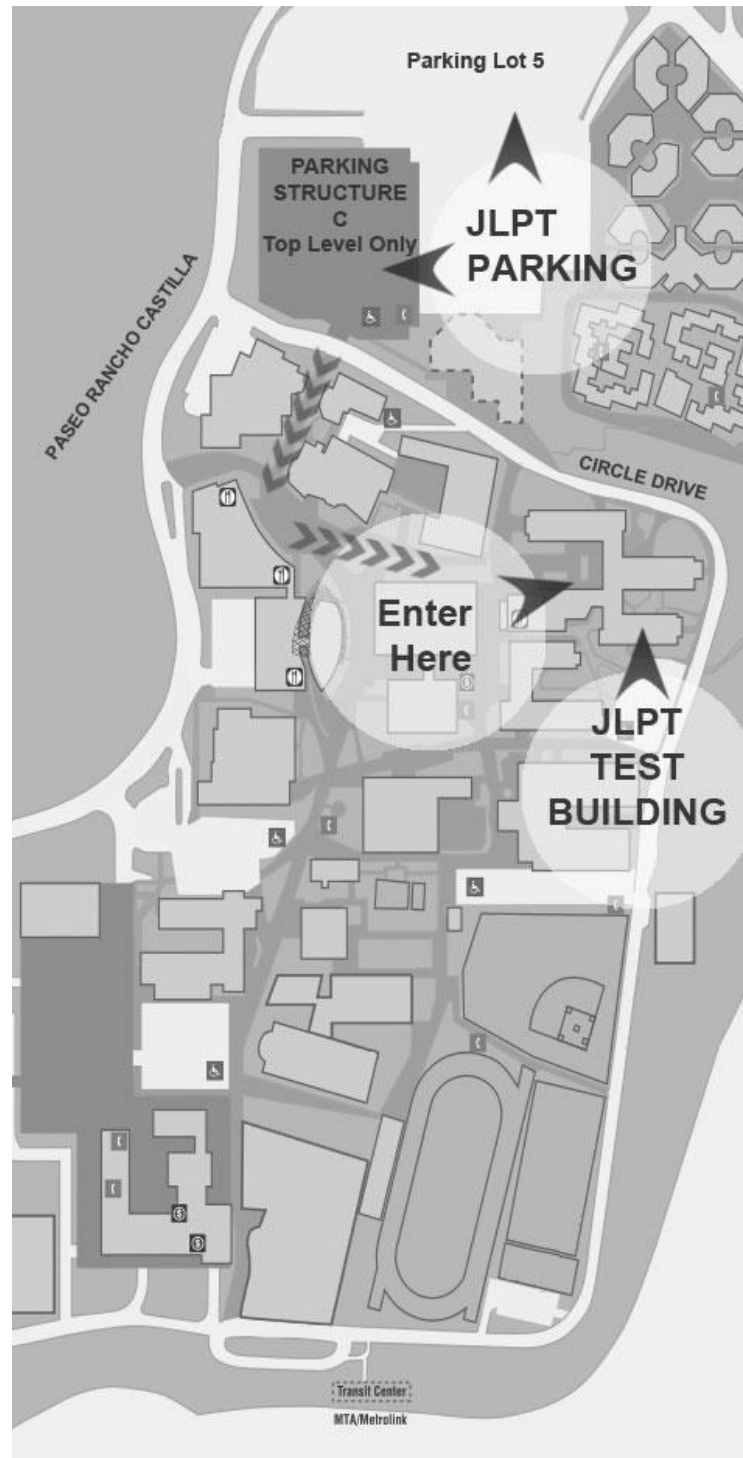 Parking Lot 5
PARKING
STRUCTURE
C
Top Level Only
JLPT
PARKING
PASEO RANCHO CASTILLA
CIRCLE DRIVE
Enter
Here
JLPT
TEST
BUILDING
Transit Center
MTA/Metrolink